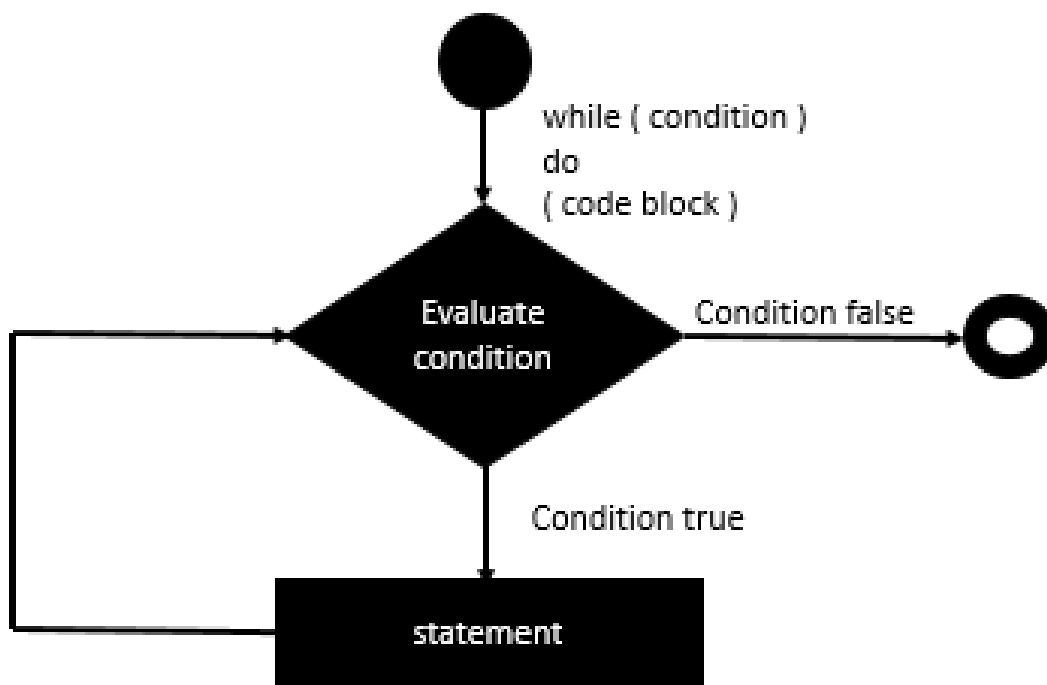 while ( condition )
do
( code block )
Evaluate
condition
Condition false
Condition true
statement